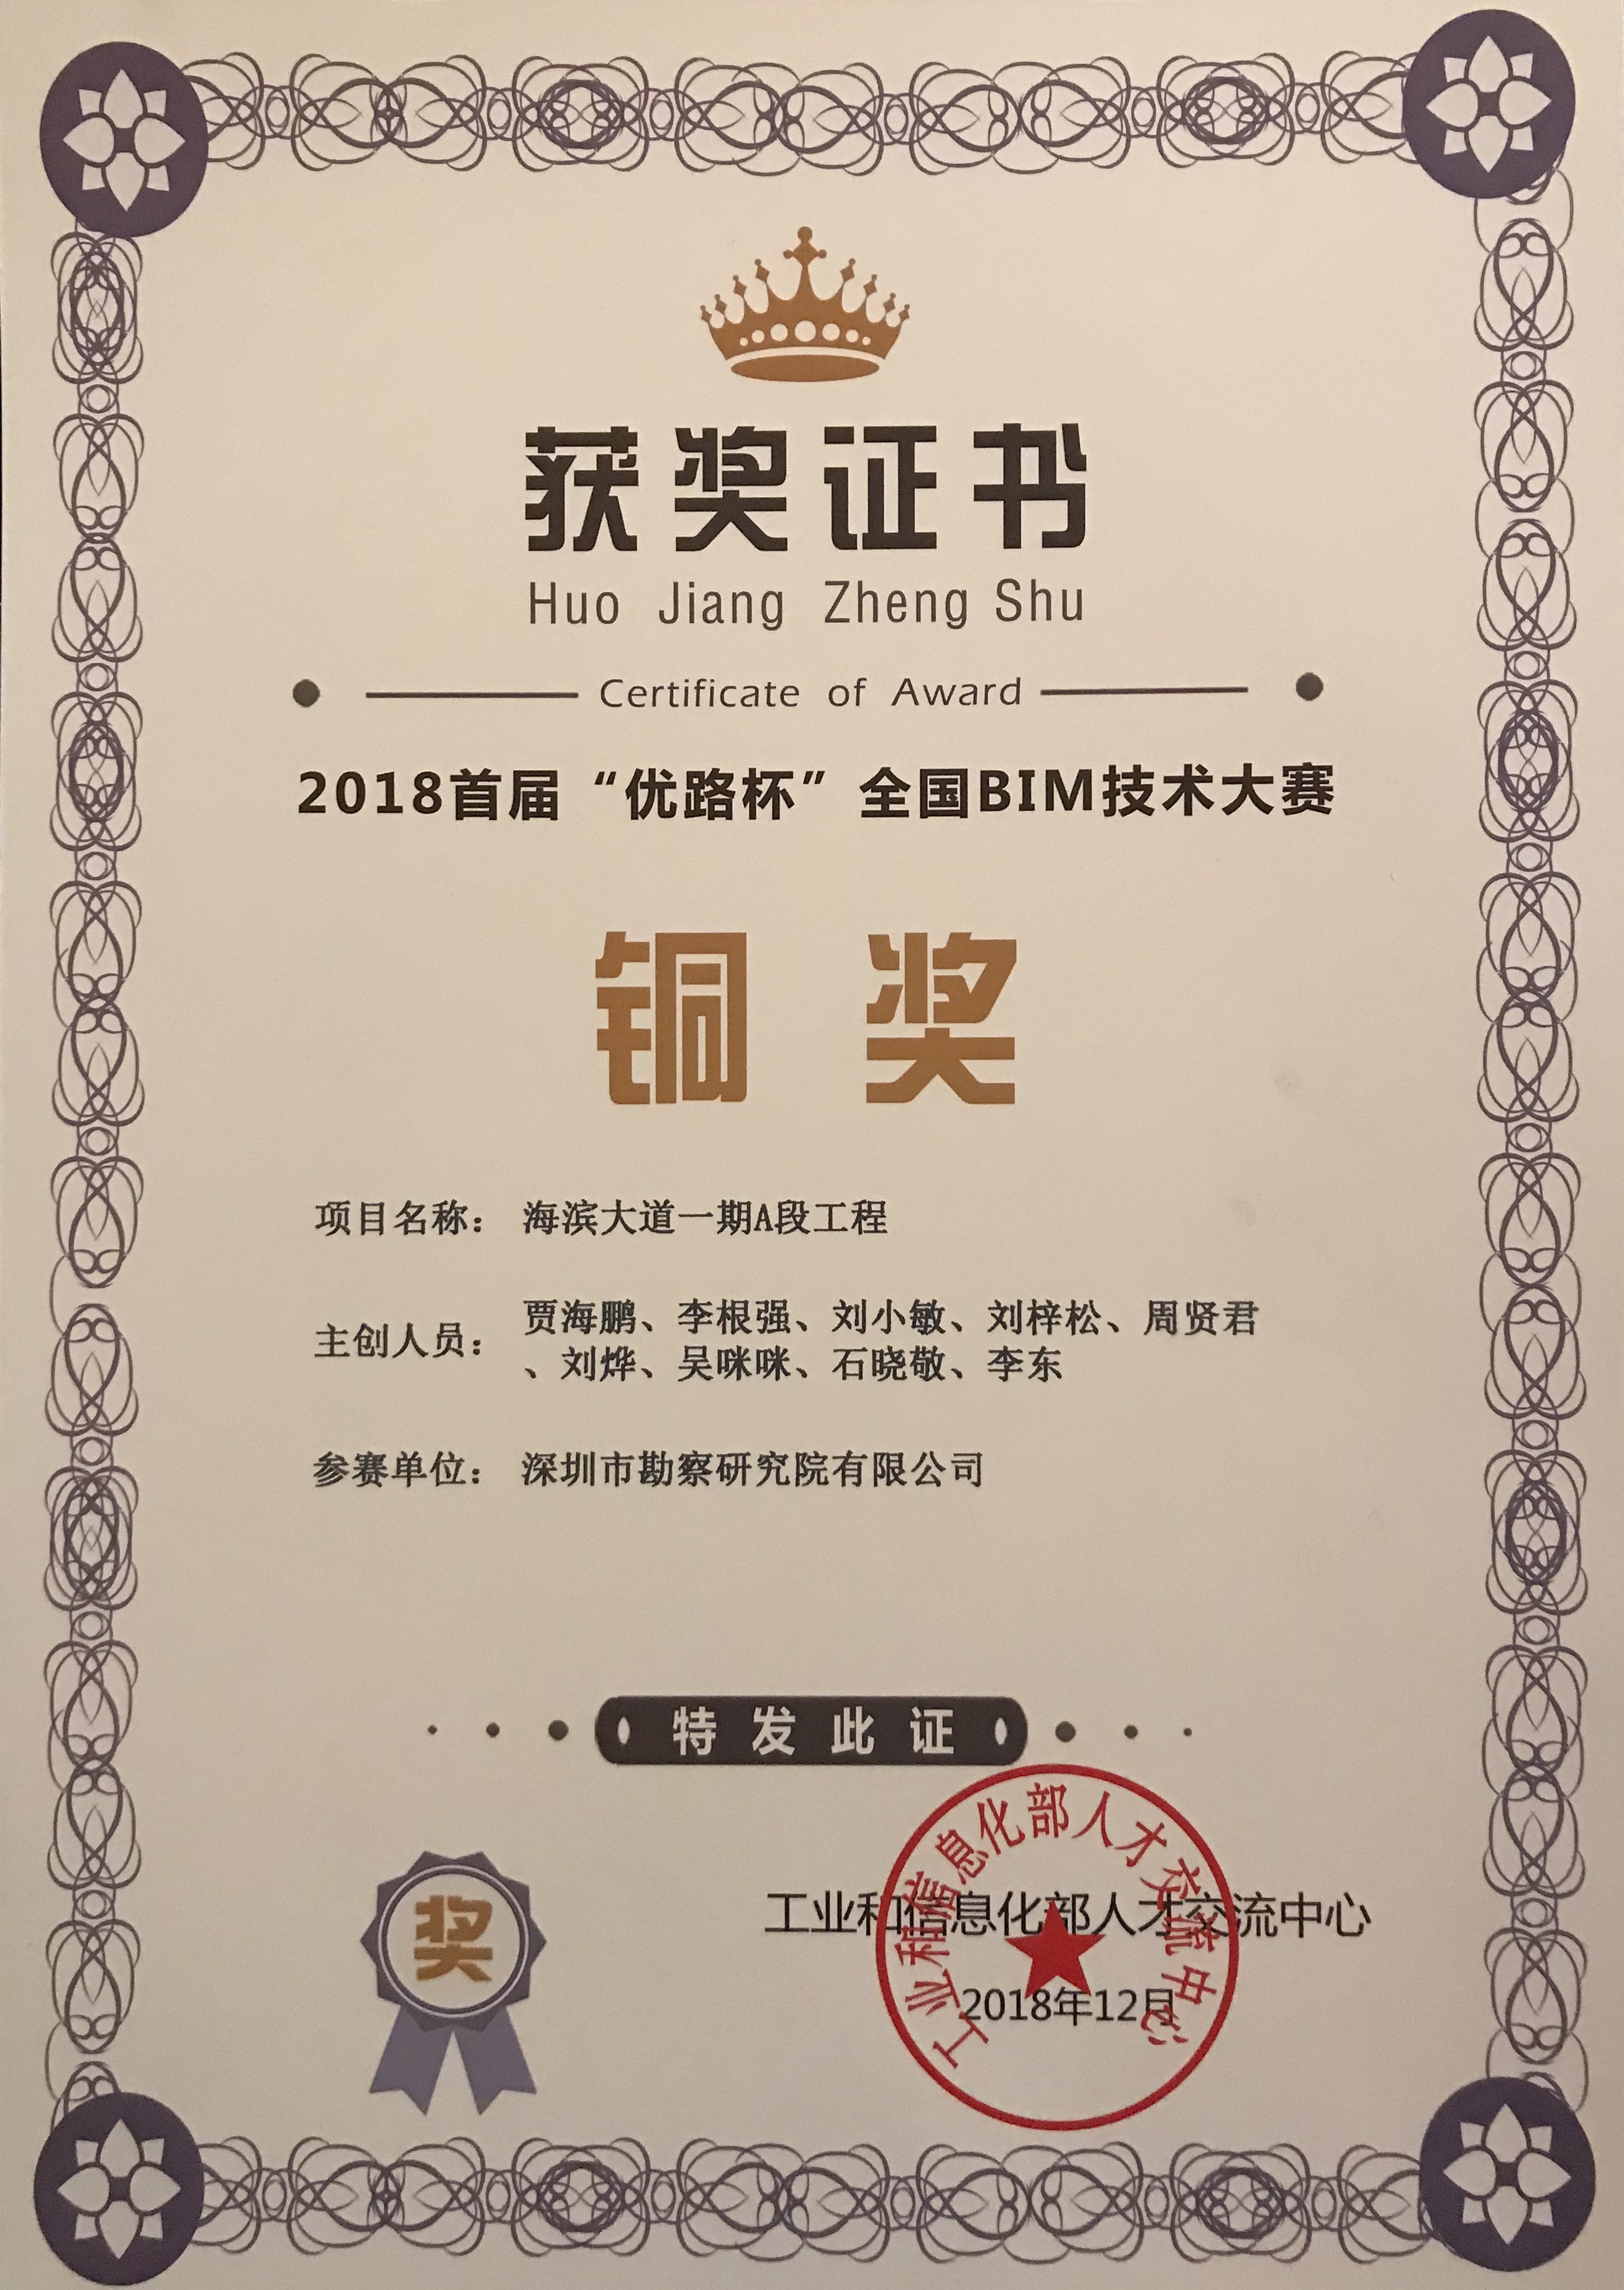 获奖证书
Huo Jiang Zheng Shu
Certificate of Award
2018首届“优路杯”全国BIM技术大赛
铜奖
项目名称：海滨大道一期A段工程
主创人员：贾海鹏、李根强、刘小敏、刘梓松、周贤君
、刘烨、吴咪咪、石晓敬、李东
参赛单位：深圳市勘察研究院有限公司
特发此证
奖
工业和信息化部人才交流中心
2018年12月
工业和信息化部人才交流中心